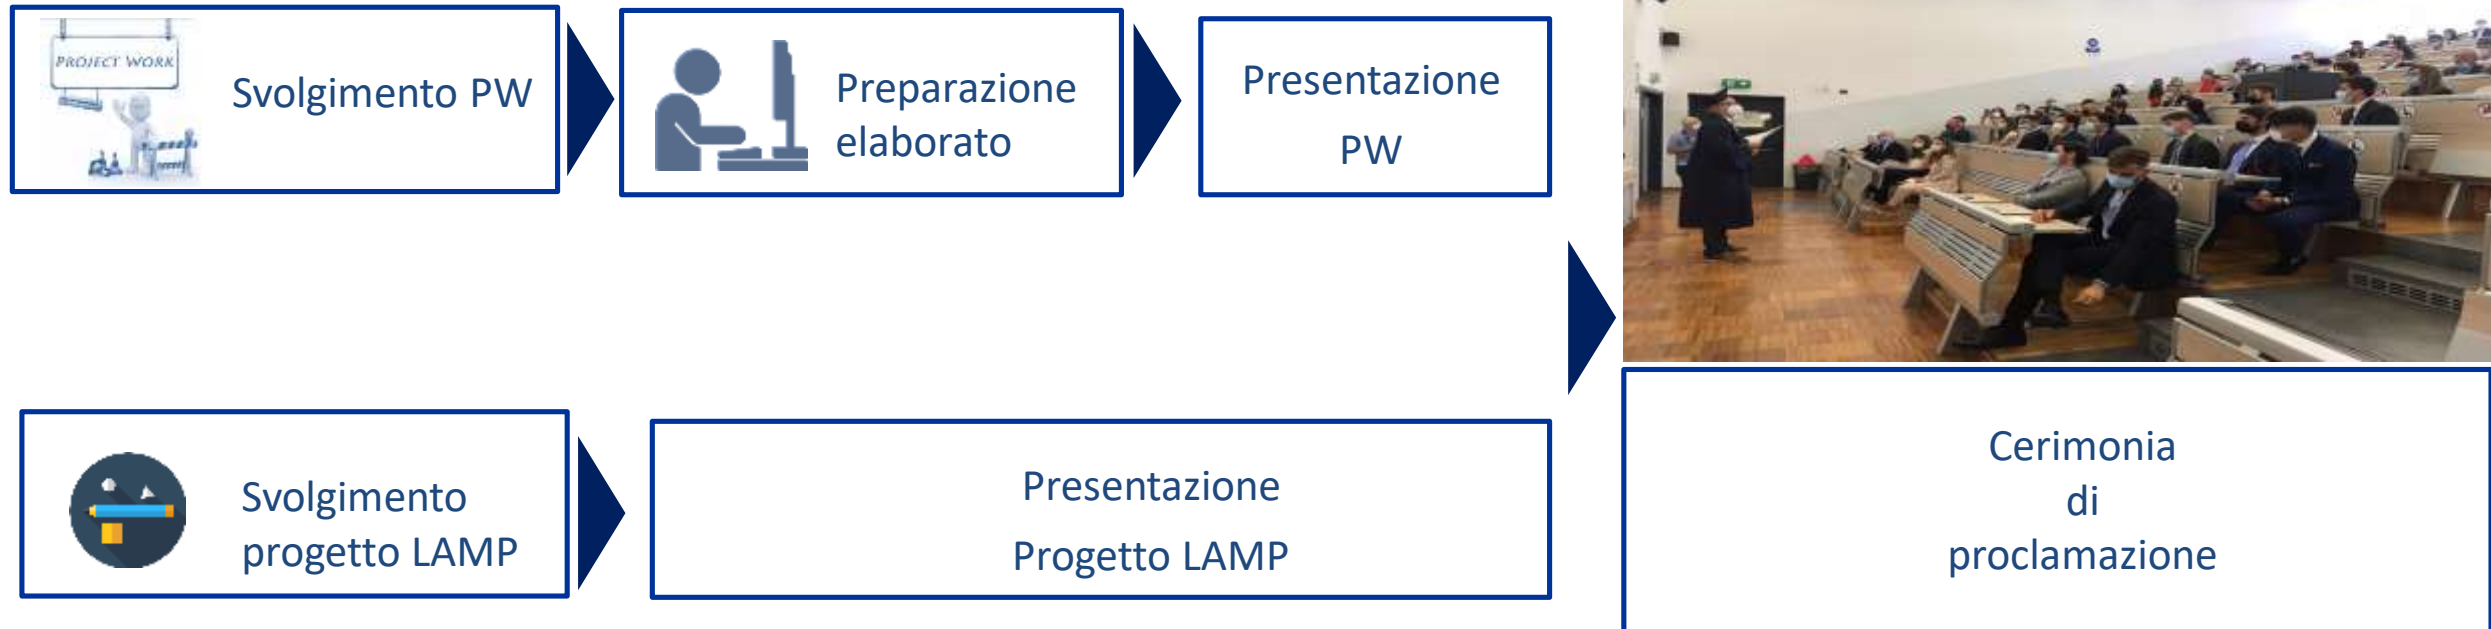 PROJECT WORK
Svolgimento PW
Preparazione
elaborato
Presentazione
PW
Svolgimento
progetto LAMP
Presentazione
Progetto LAMP
Cerimonia
di
proclamazione